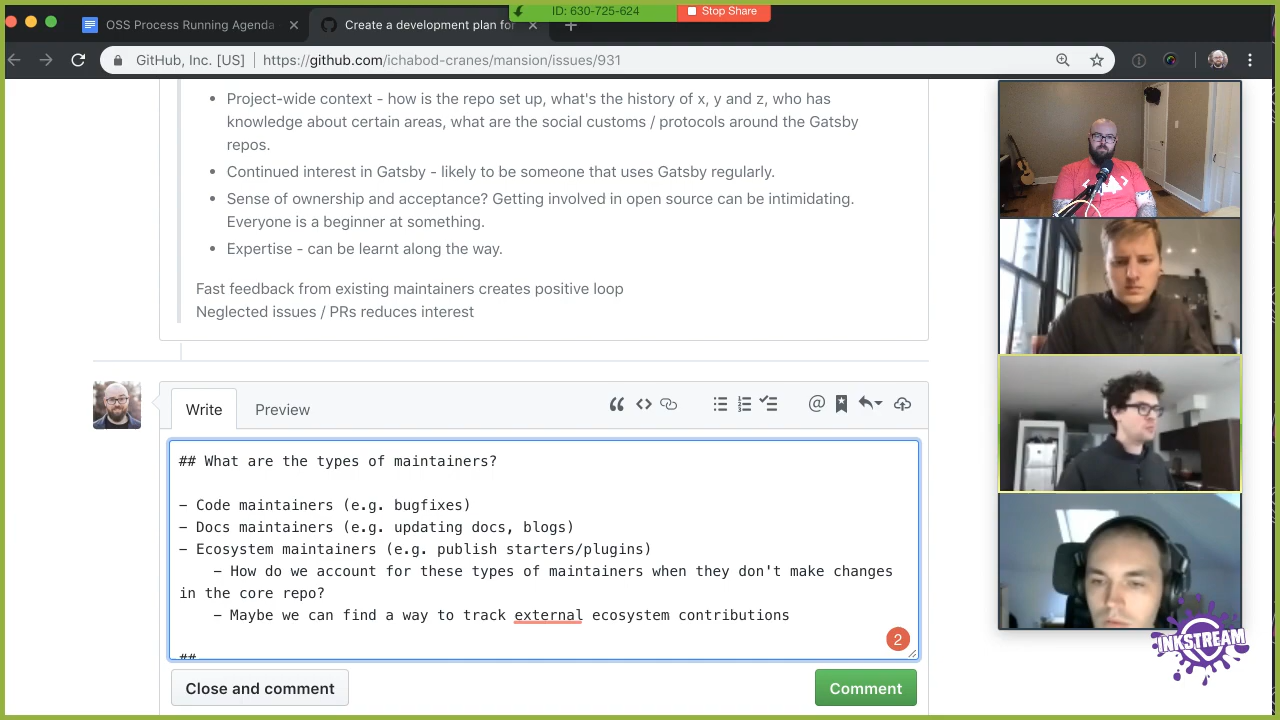 ID: 630-725-624
Stop Share
OSS Process Running Agenda
Create a development plan for
GitHub, Inc. [US]
https://github.com/ichabod-cranes/mansion/issues/931
• Project-wide context - how is the repo set up, what's the history of x, y and z, who has
knowledge about certain areas, what are the social customs / protocols around the Gatsby
repos.
• Continued interest in Gatsby - likely to be someone that uses Gatsby regularly.
• Sense of ownership and acceptance? Getting involved in open source can be intimidating.
Everyone is a beginner at something.
• Expertise - can be learnt along the way.
Fast feedback from existing maintaners creates positive loop
Neglected issues / PRs reduces interest
Write
Preview
## What are the types of maintainers?
- Code maintainers (e.g. bugfixes)
- Docs maintainers (e.g. updating docs, blogs)
- Ecosystem maintainers (e.g. publish starters/plugins)
- How do we account for these types of maintainers when they don't make changes
in the core repo?
- Maybe we can find a way to track external ecosystem contributions
##
2
Close and comment
Comment
INKSTREAM